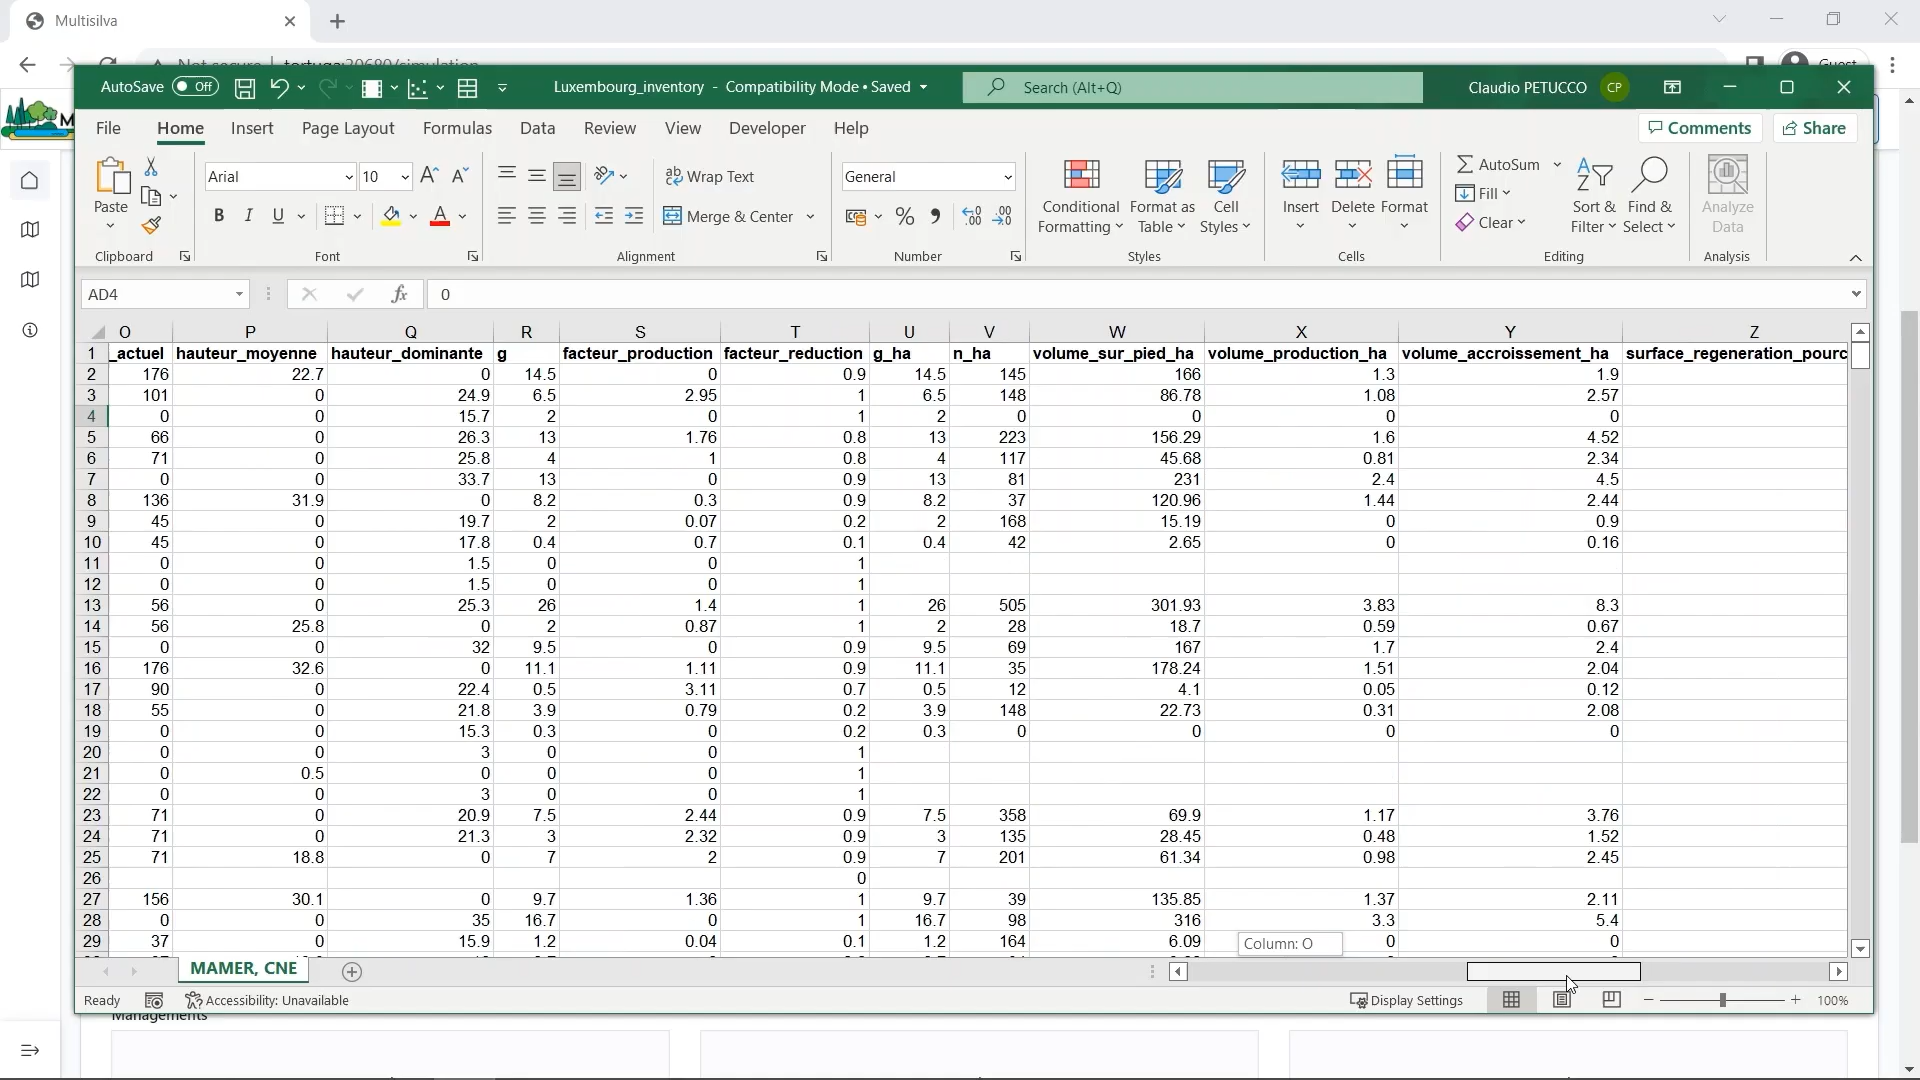 Multisilva
Not secure | tortuga:30680/simulation
Guest
AutoSave Off Luxembourg_inventory - Compatibility Mode • Saved Search (Alt+Q) Claudio PETUCCO CP
File Home Insert Page Layout Formulas Data Review View Developer Help Comments Share
Paste Arial 10 Wrap Text General
Merge & Center
Conditional Formatting Format as Table Cell Styles Insert Delete Format
AutoSum
Fill
Clear
Sort & Filter Find & Select Analyze Data
Clipboard Font Alignment Number Styles Cells Editing Analysis
AD4 fx 0
O P Q R S T U V W X Y Z
1 _actuel hauteur_moyenne hauteur_dominante g facteur_production facteur_reduction g_ha n_ha volume_sur_pied_ha volume_production_ha volume_accroissement_ha surface_regeneration_pourc
2 176 22.7 0 14.5 0 0.9 14.5 145 166 1.3 1.9
3 101 0 24.9 6.5 2.95 1 6.5 148 86.78 1.08 2.57
4 0 0 15.7 2 0 1 2 0 0 0 0
5 66 0 26.3 13 1.76 0.8 13 223 156.29 1.6 4.52
6 71 0 25.8 4 1 0.8 4 117 45.68 0.81 2.34
7 0 0 33.7 13 0 0.9 13 81 231 2.4 4.5
8 136 31.9 0 8.2 0.3 0.9 8.2 37 120.96 1.44 2.44
9 45 0 19.7 2 0.07 0.2 2 168 15.19 0 0.9
10 45 0 17.8 0.4 0.7 0.1 0.4 42 2.65 0 0.16
11 0 0 1.5 0 0 1
12 0 0 1.5 0 0 1
13 56 0 25.3 26 1.4 1 26 505 301.93 3.83 8.3
14 56 25.8 0 2 0.87 1 2 28 18.7 0.59 0.67
15 0 0 32 9.5 0 0.9 9.5 69 167 1.7 2.4
16 176 32.6 0 11.1 1.11 0.9 11.1 35 178.24 1.51 2.04
17 90 0 22.4 0.5 3.11 0.7 0.5 12 4.1 0.05 0.12
18 55 0 21.8 3.9 0.79 0.2 3.9 148 22.73 0.31 2.08
19 0 0 15.3 0.3 0 0.2 0.3 0 0 0 0
20 0 0 3 0 0 1
21 0 0.5 0 0 0 1
22 0 0 3 0 0 1
23 71 0 20.9 7.5 2.44 0.9 7.5 358 69.9 1.17 3.76
24 71 0 21.3 3 2.32 0.9 3 135 28.45 0.48 1.52
25 71 18.8 0 7 2 0.9 7 201 61.34 0.98 2.45
26 0
27 156 30.1 0 9.7 1.36 1 9.7 39 135.85 1.37 2.11
28 0 0 35 16.7 0 1 16.7 98 316 3.3 5.4
29 37 0 15.9 1.2 0.04 0.1 1.2 164 6.09 0 0
Column: O
MAMER, CNE
Ready Accessibility: Unavailable Display Settings 100%
Managements